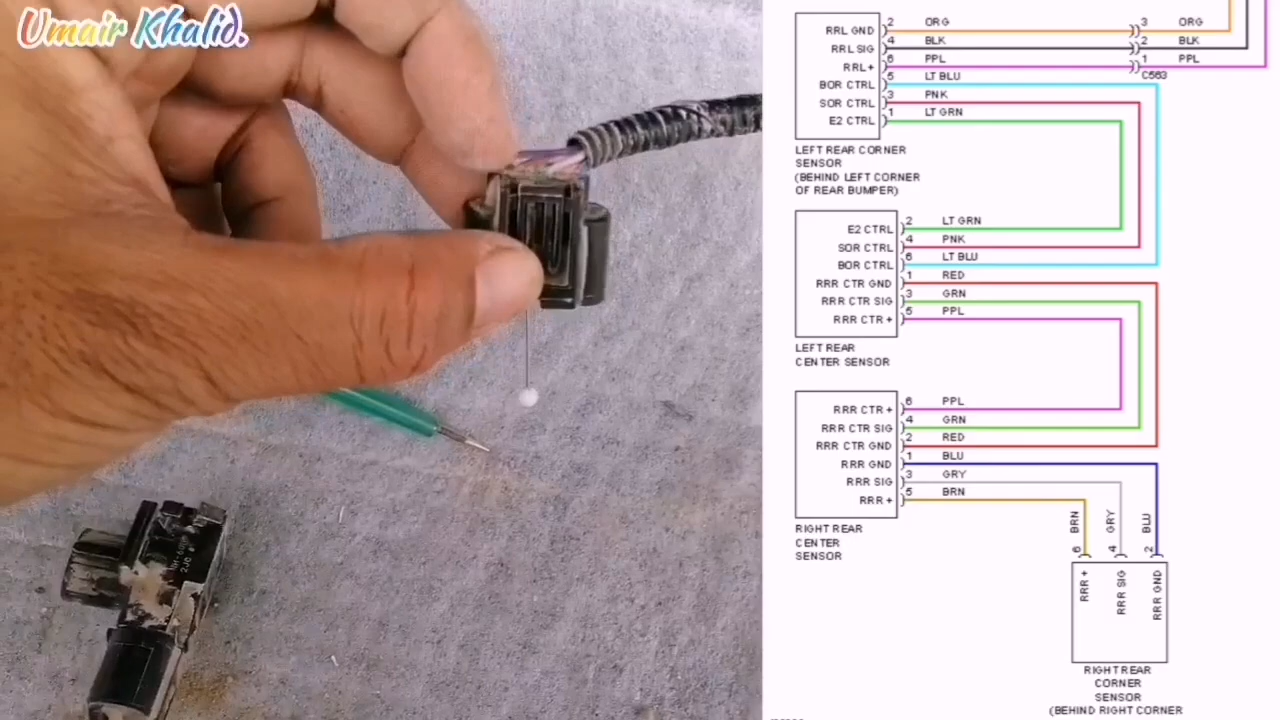 Umair Khalid.
RRL GND 2 ORG 3 ORG
RRL SIG 4 BLK 2 BLK
RRL+ 6 PPL 1 PPL
BOR CTRL 5 LT BLU C563
SOR CTRL 3 PNK
E2 CTRL 1 LT GRN
LEFT REAR CORNER
SENSOR
(BEHIND LEFT CORNER
OF REAR BUMPER)
E2 CTRL 2 LT GRN
SOR CTRL 4 PNK
BOR CTRL 6 LT BLU
RRR CTR GND 1 RED
RRR CTR SIG 3 GRN
RRR CTR + 5 PPL
LEFT REAR
CENTER SENSOR
RRR CTR + 6 PPL
RRR CTR SIG 4 GRN
RRR CTR GND 2 RED
RRR GND 1 BLU
RRR SIG 3 GRY
RRR + 5 BRN
RIGHT REAR
CENTER
SENSOR
BRN GRY BLU
6 4 2
RRR + RRR SIG RRR GND
RIGHT REAR
CORNER
SENSOR
(BEHIND RIGHT CORNER